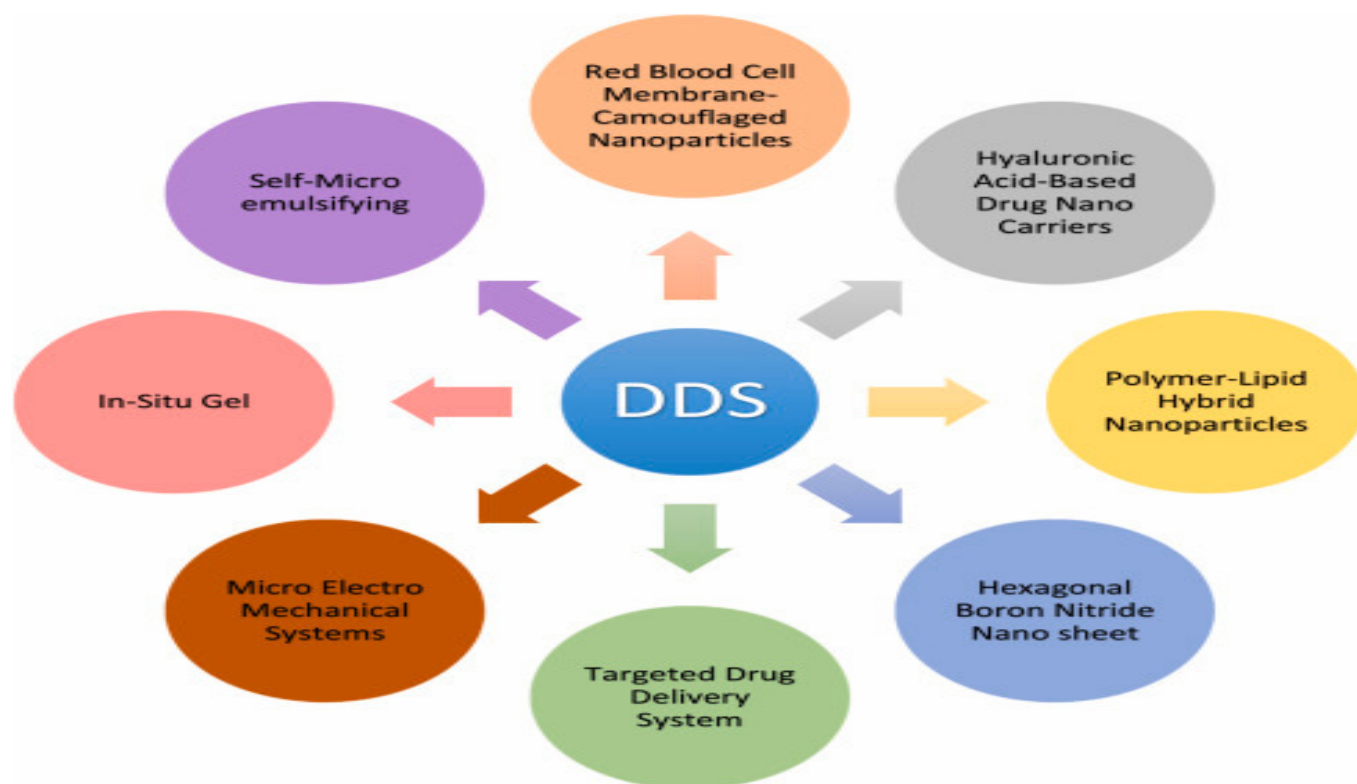 Red Blood Cell
Membrane-
Camouflaged
Nanoparticles
Hyaluronic
Acid-Based
Drug Nano
Carriers
Polymer-Lipid
Hybrid
Nanoparticles
Hexagonal
Boron Nitride
Nano sheet
Targeted Drug
Delivery
System
Micro Electro
Mechanical
Systems
In-Situ Gel
Self-Micro
emulsifying
DDS